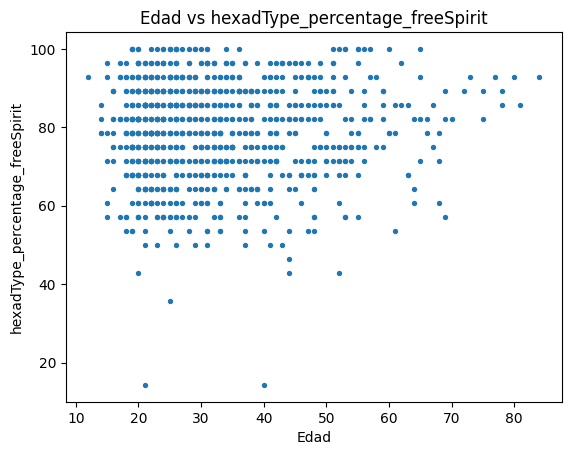 Edad vs hexadType_percentage_freeSpirit
hexadType_percentage_freeSpirit
100
80
60
40
20
10 20 30 40 50 60 70 80
Edad